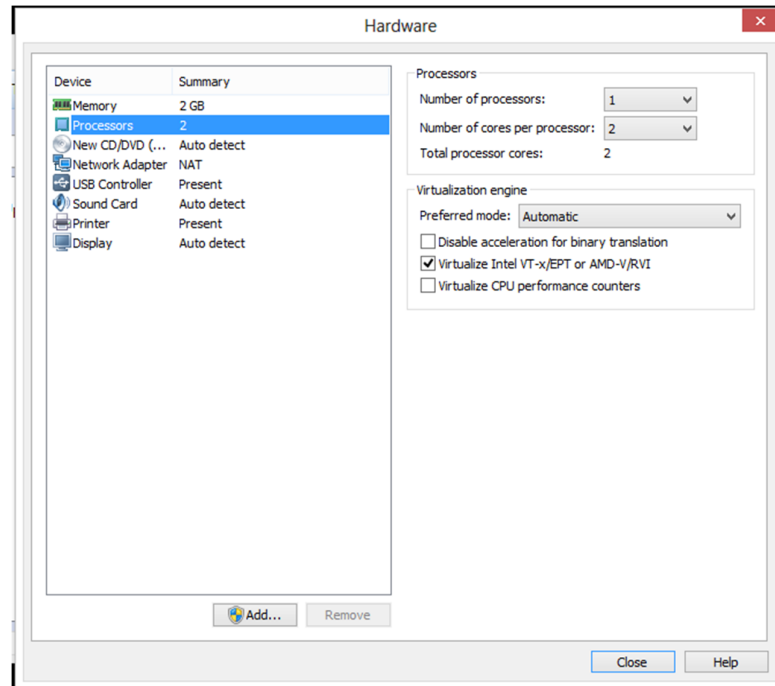 Hardware
Device Summary
Memory 2 GB
Processors 2
New CD/DVD (... Auto detect
Network Adapter NAT
USB Controller Present
Sound Card Auto detect
Printer Present
Display Auto detect
Add... Remove
Processors
Number of processors: 1
Number of cores per processor: 2
Total processor cores: 2
Virtualization engine
Preferred mode: Automatic
Disable acceleration for binary translation
Virtualize Intel VT-x/EPT or AMD-V/RVI
Virtualize CPU performance counters
Close Help